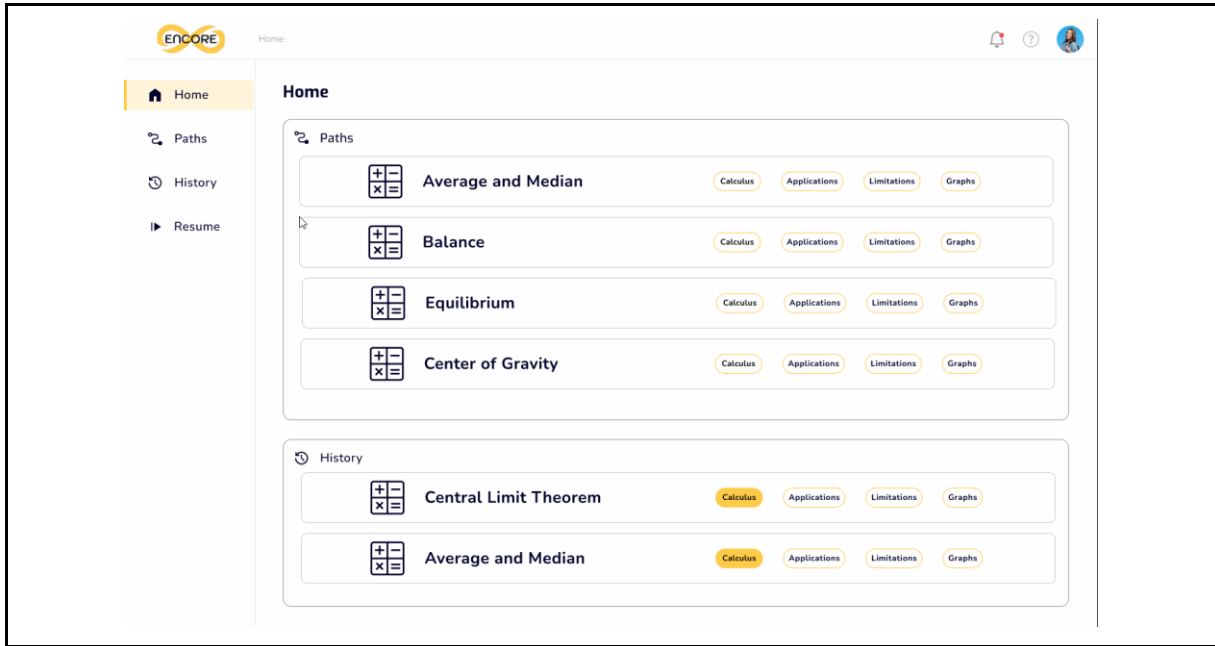 ENCORE Home ?
Home
Paths
History
Resume
Home
Paths
Average and Median Calculus Applications Limitations Graphs
Balance Calculus Applications Limitations Graphs
Equilibrium Calculus Applications Limitations Graphs
Center of Gravity Calculus Applications Limitations Graphs
History
Central Limit Theorem Calculus Applications Limitations Graphs
Average and Median Calculus Applications Limitations Graphs